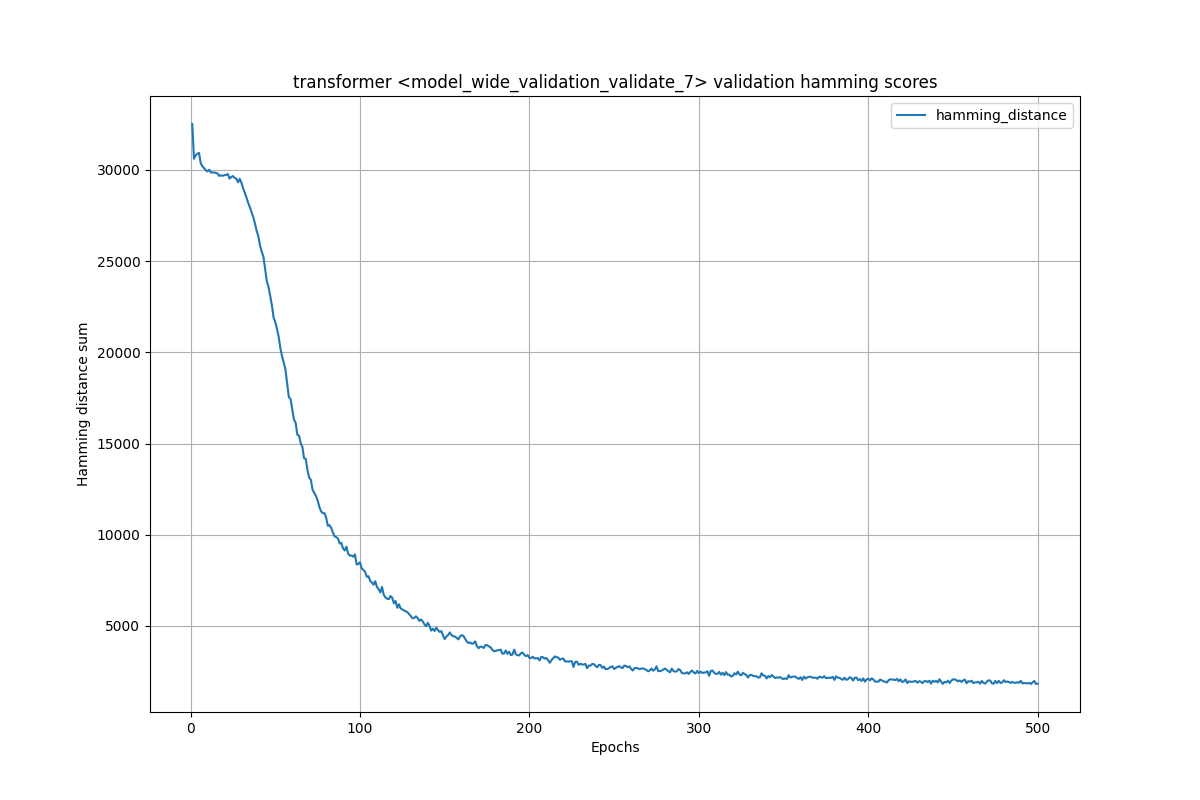 transformer <model_wide_validation_validate_7> validation hamming scores
hamming_distance
30000
25000
20000
15000
10000
5000
Hamming distance sum
0 100 200 300 400 500
Epochs